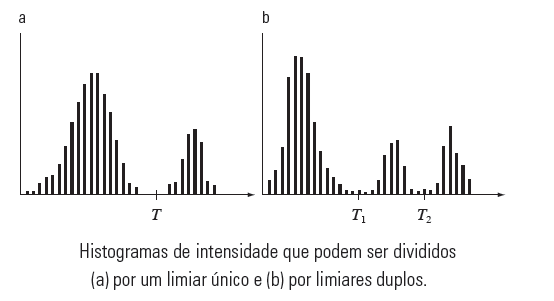 a
b
T
T₁
T₂
Histogramas de intensidade que podem ser divididos
(a) por um limiar único e (b) por limiares duplos.